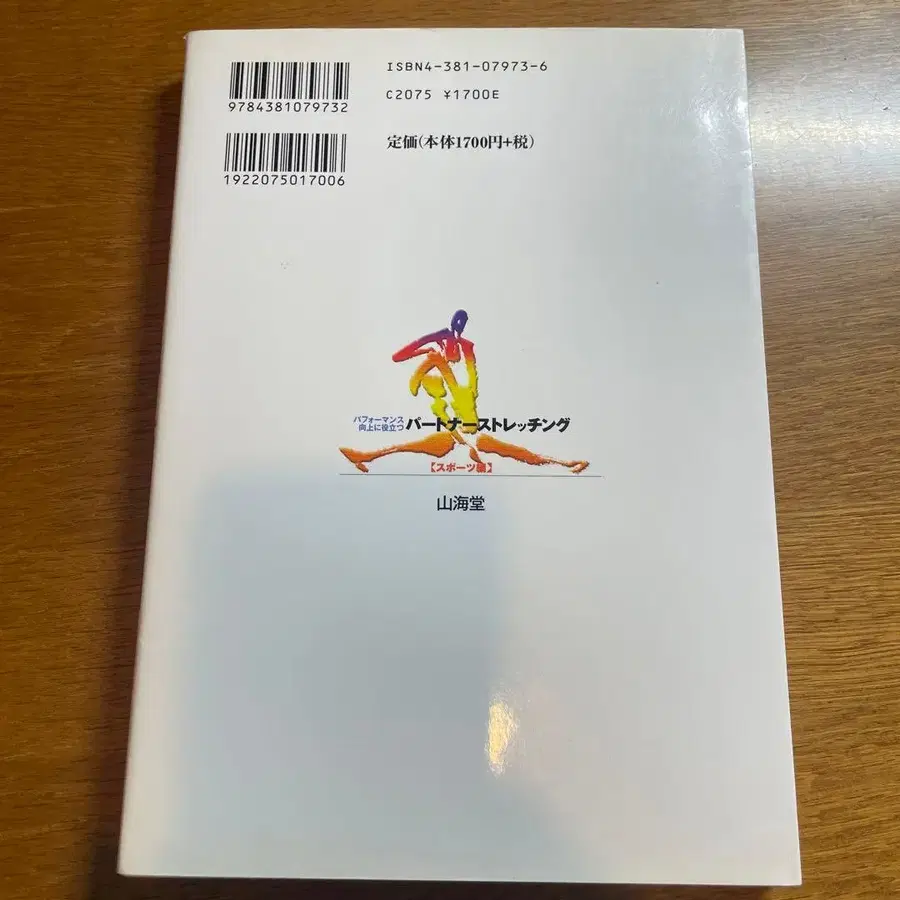 ISBN4-381-07973-6
C2075 ¥1700E
9784381079732
定価(本体1700円+税)
1922075017006
パフォーマンス
向上に役立つ
パートナーストレッチング
【スポーツ編】
山海堂